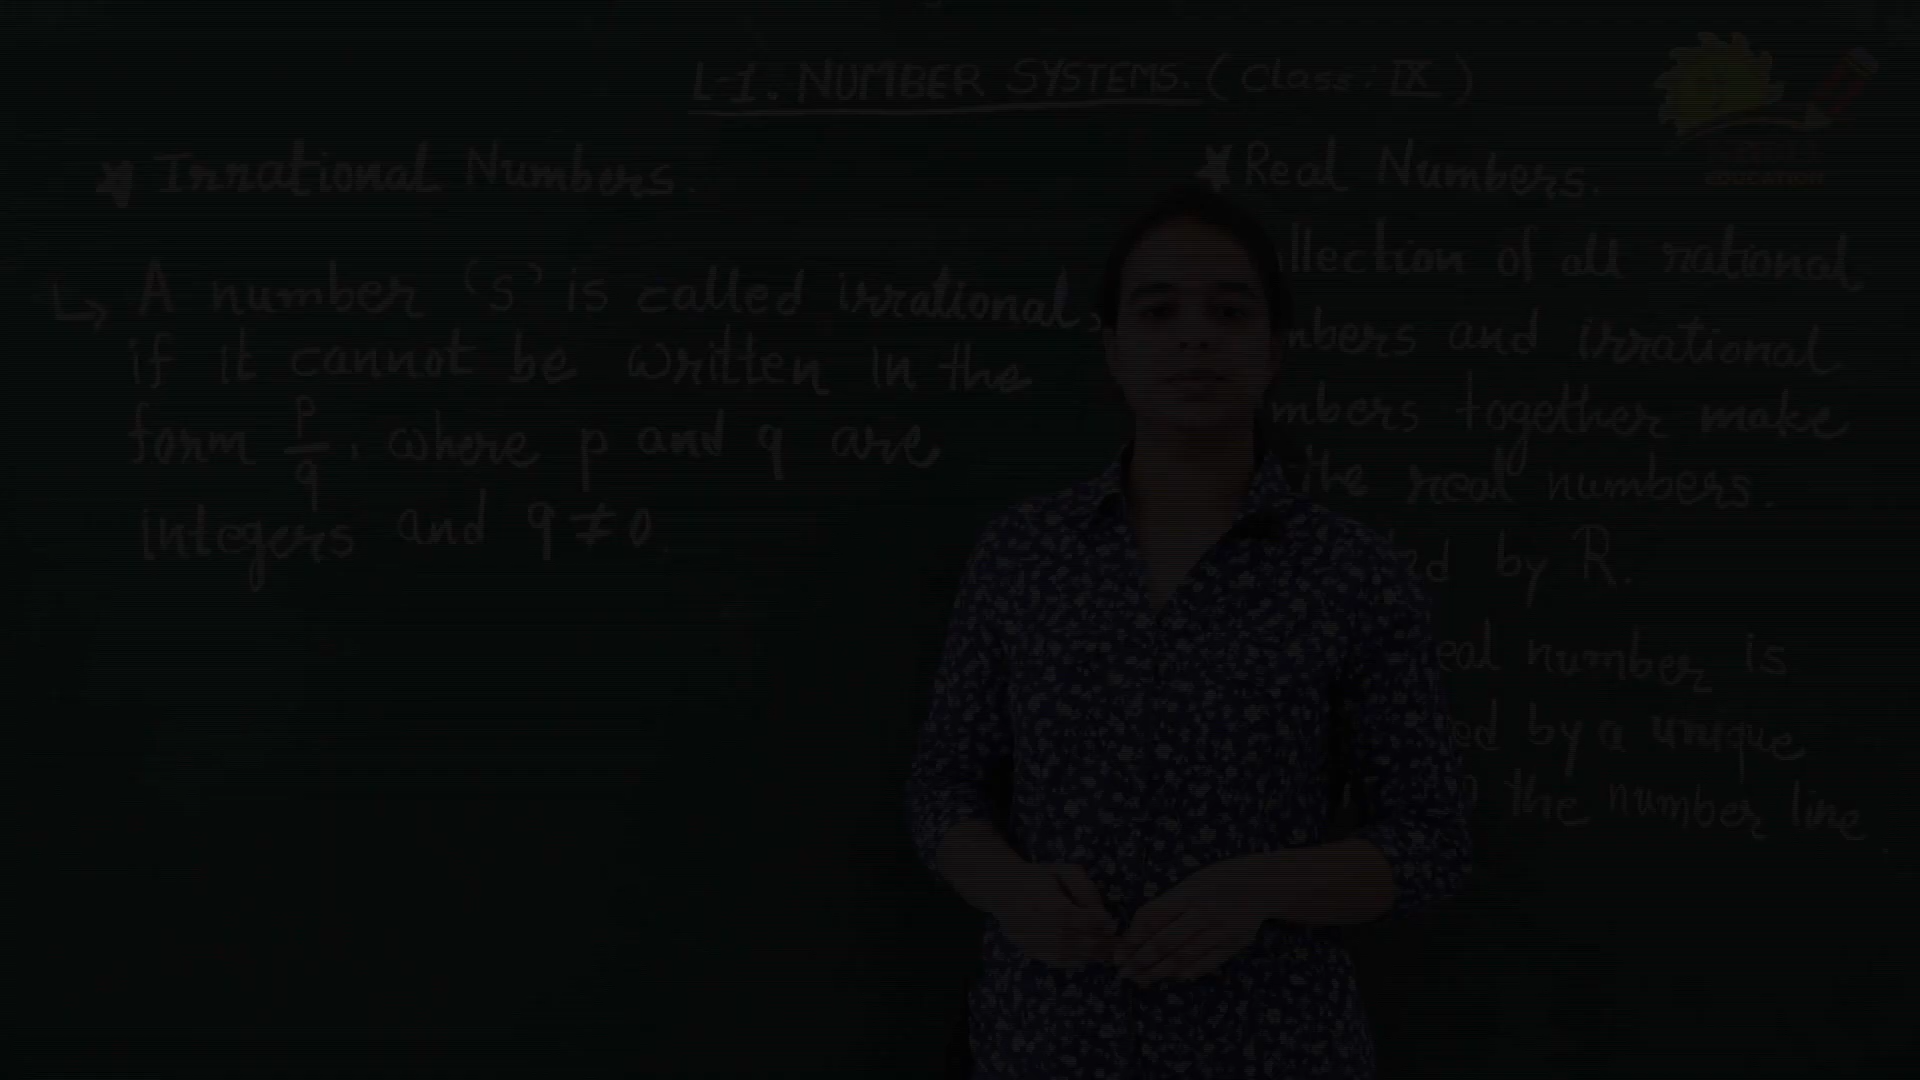 L-1. NUMBER SYSTEMS. (Class: IX)
★ Irrational Numbers.
↳ A number 's' is called irrational,
if it cannot be written in the
form p/q, where p and q are
integers and q ≠ 0.
★ Real Numbers.
llection of all rational
mbers and irrational
mbers together make
the real numbers.
ed by R.
eal number is
ed by a unique
the number line.
EDUCATION